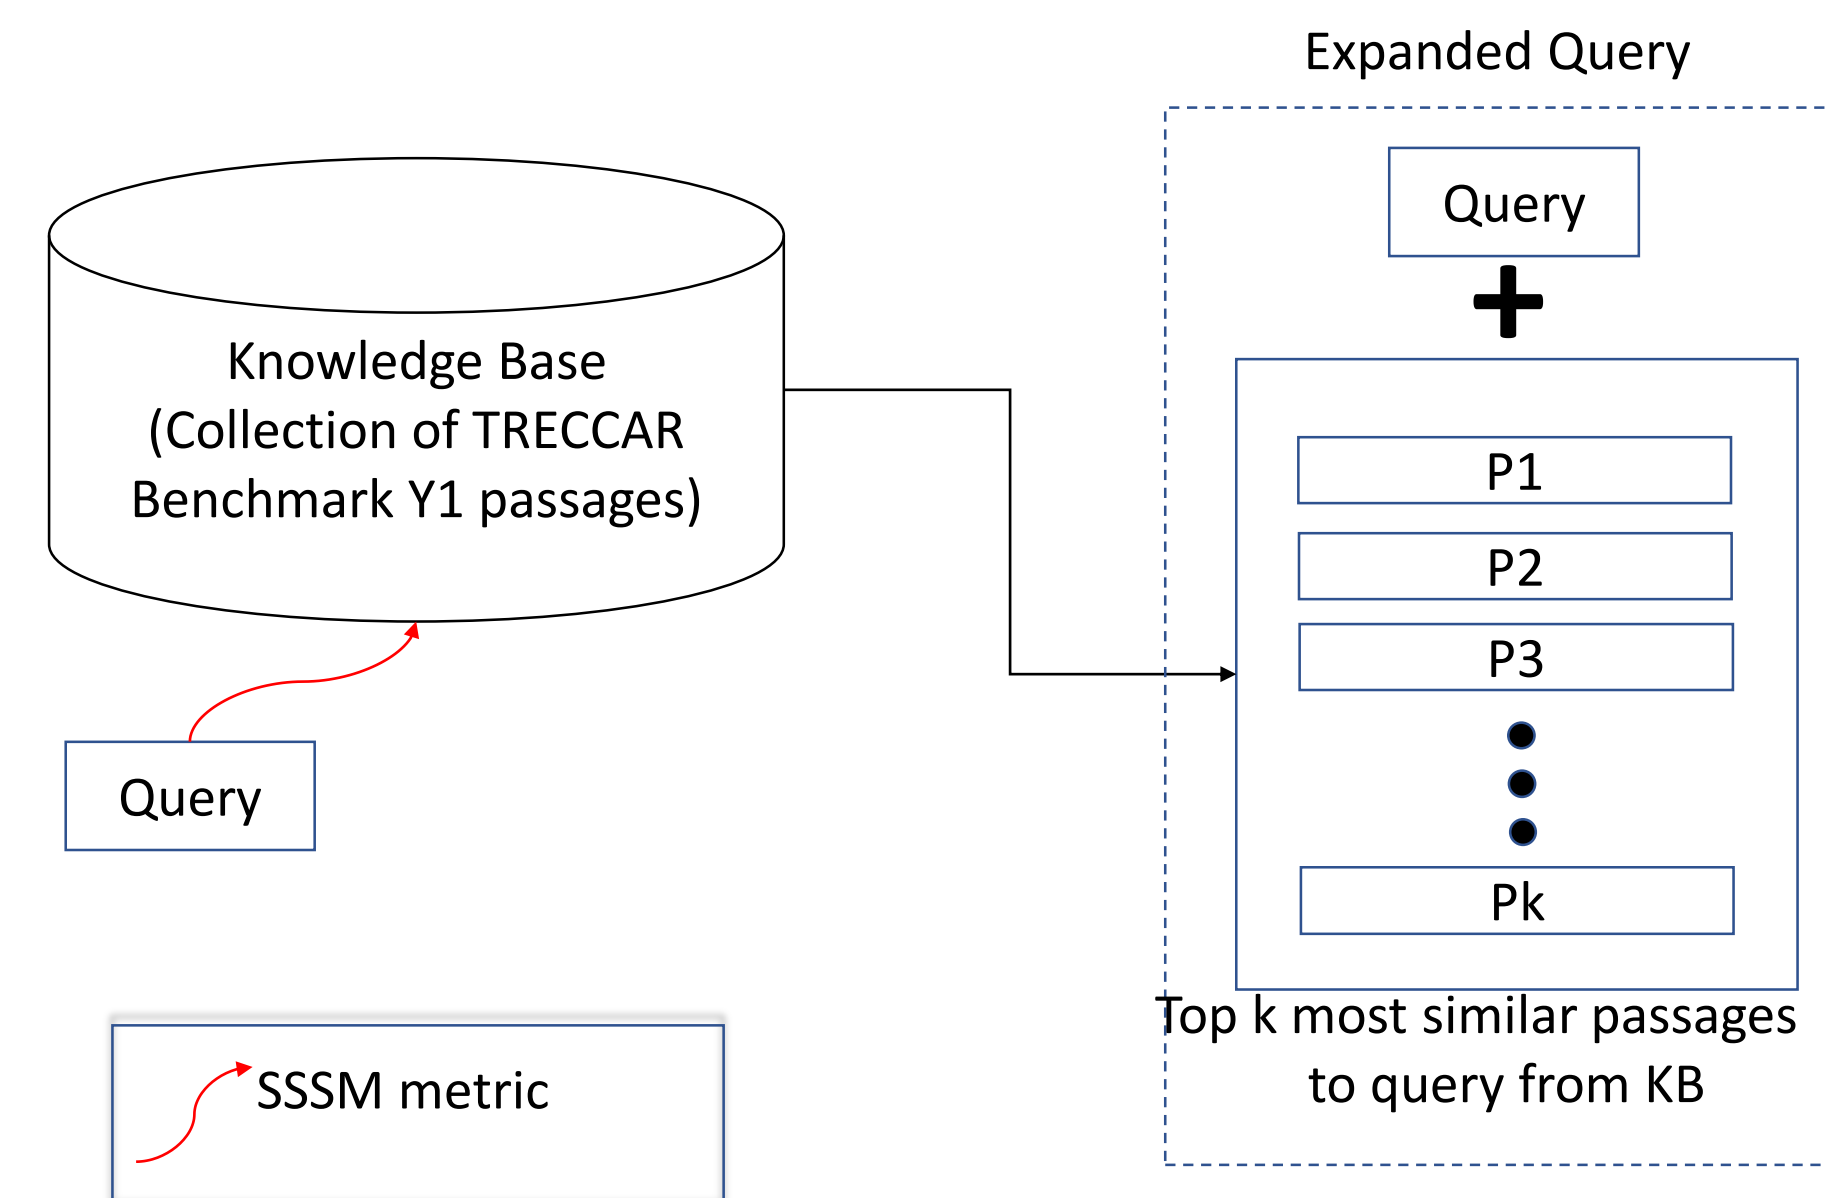 Expanded Query
Query
Knowledge Base
(Collection of TRECCAR
Benchmark Y1 passages)
P1
P2
P3
Pk
Query
Top k most similar passages
to query from KB
SSSM metric